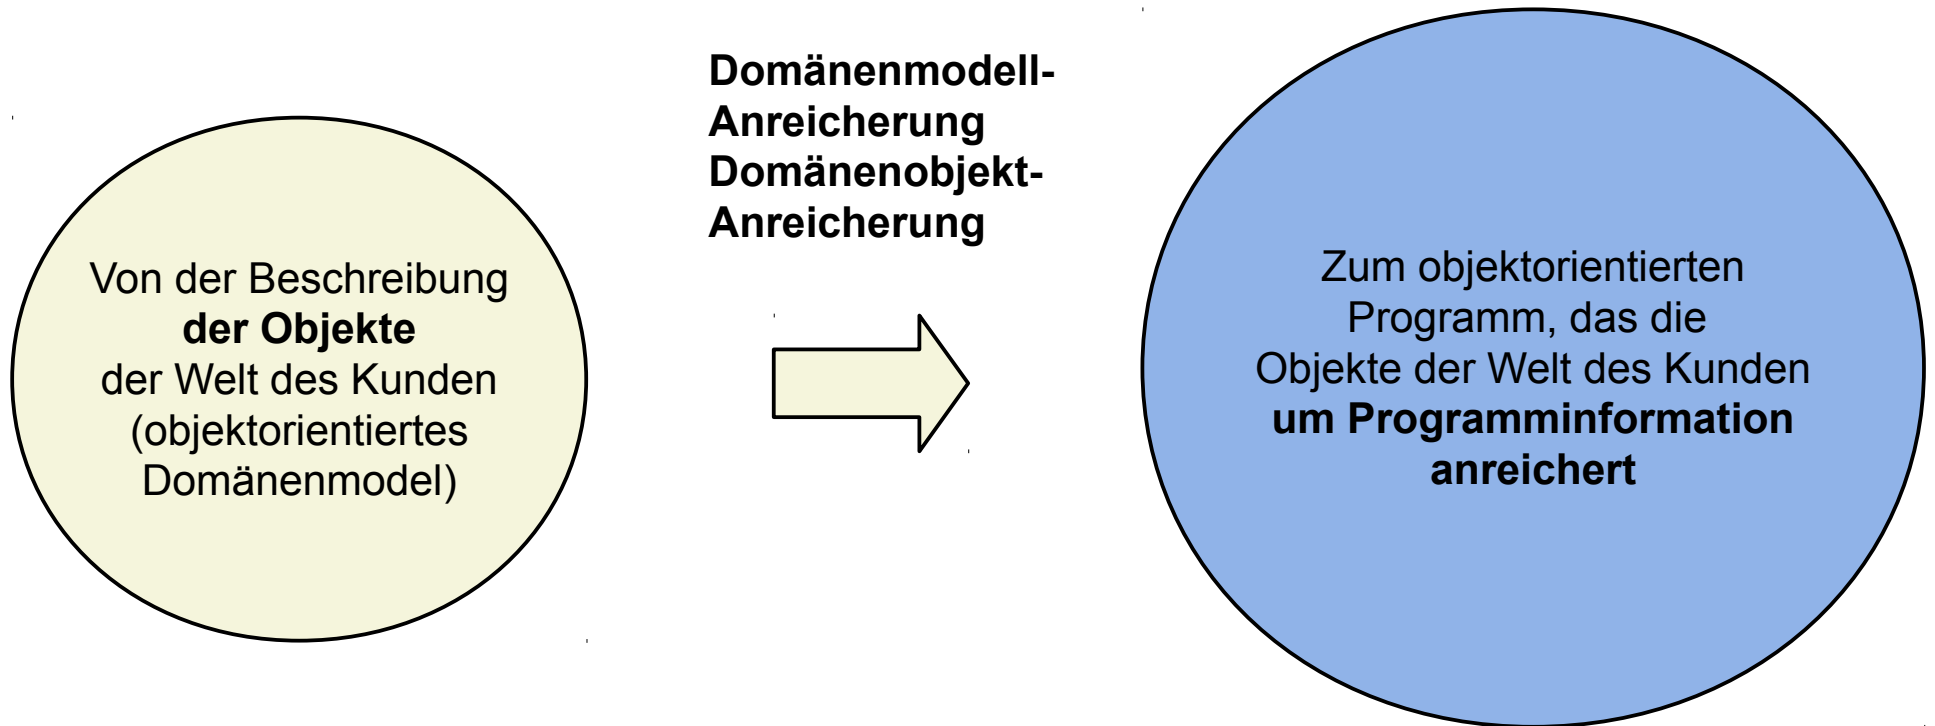 Von der Beschreibung
der Objekte
der Welt des Kunden
(objektorientiertes
Domänenmodel)
Domänenmodell-
Anreicherung
Domänenobjekt-
Anreicherung
Zum objektorientierten
Programm, das die
Objekte der Welt des Kunden
um Programminformation
anreichert